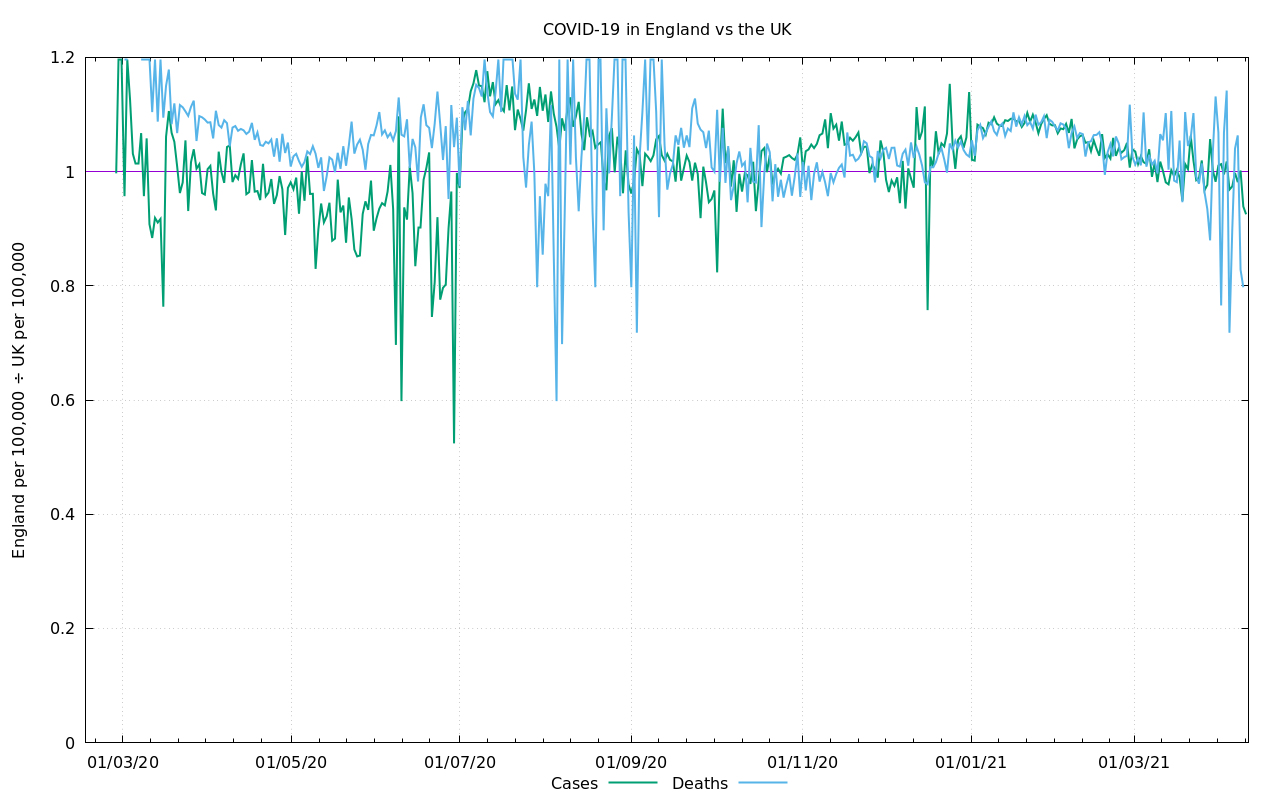 COVID-19 in England vs the UK
England per 100,000 ÷ UK per 100,000
1.2
1
0.8
0.6
0.4
0.2
0
01/03/20 01/05/20 01/07/20 01/09/20 01/11/20 01/01/21 01/03/21
Cases Deaths